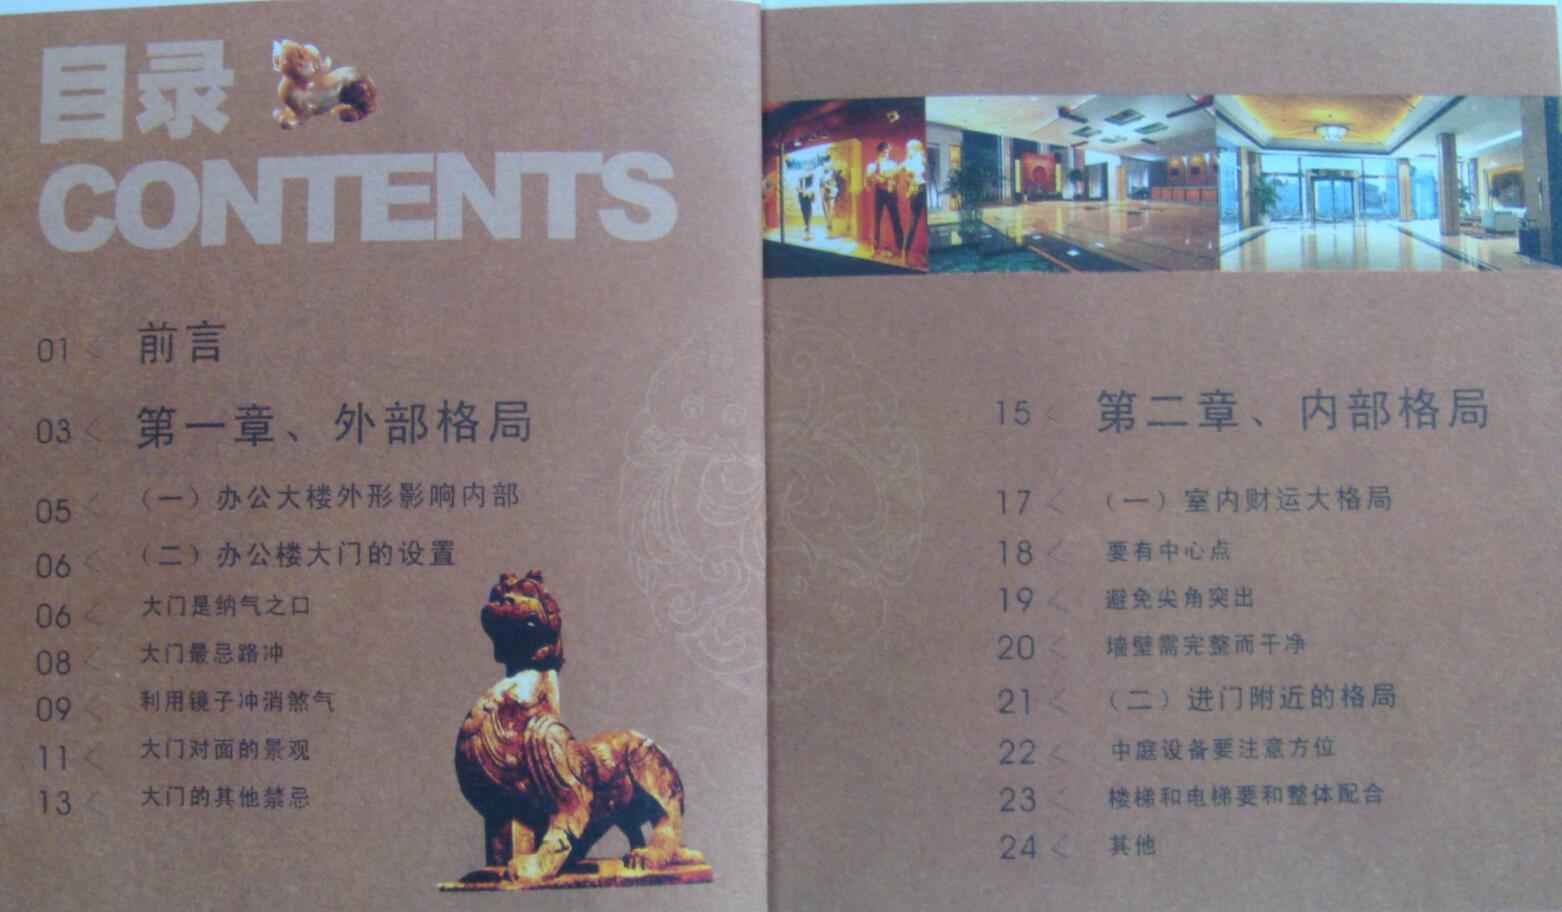 目录
CONTENTS
01 < 前言
03 < 第一章、外部格局
05 < （一）办公大楼外形影响内部
06 < （二）办公楼大门的设置
06 < 大门是纳气之口
08 < 大门最忌路冲
09 < 利用镜子冲消煞气
11 < 大门对面的景观
13 < 大门的其他禁忌
Wrangler
15 < 第二章、内部格局
17 < （一）室内财运大格局
18 < 要有中心点
19 < 避免尖角突出
20 < 墙壁需完整而干净
21 < （二）进门附近的格局
22 < 中庭设备要注意方位
23 < 楼梯和电梯要和整体配合
24 < 其他